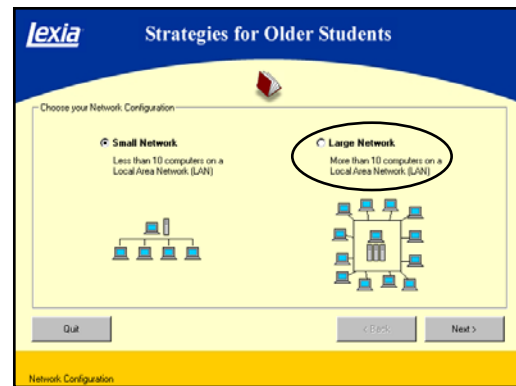 Lexia
Strategies for Older Students
Choose your Network Configuration
Small Network
Less than 10 computers on a
Local Area Network (LAN)
Large Network
More than 10 computers on a
Local Area Network (LAN)
Quit
< Back
Next >
Network Configuration